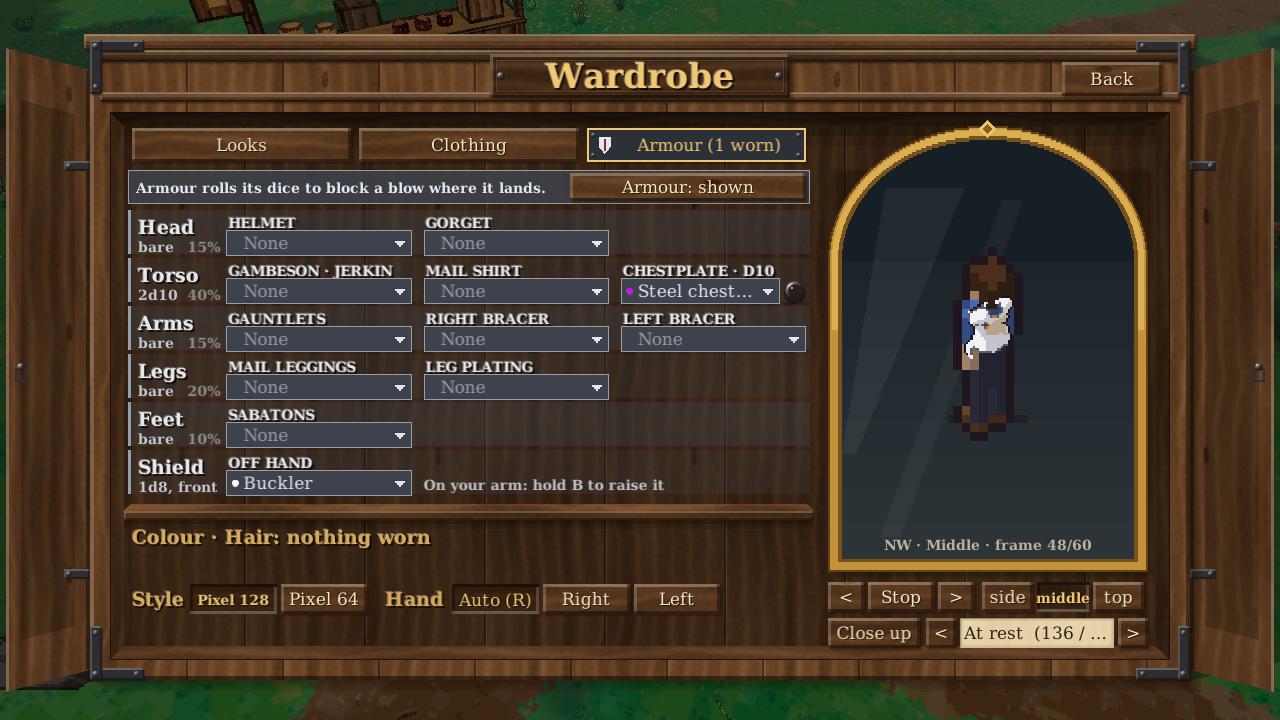 Wardrobe
Back
Looks
Clothing
Armour (1 worn)
Armour rolls its dice to block a blow where it lands.
Armour: shown
Head
bare 15%
HELMET
None
GORGET
None
Torso
2d10 40%
GAMBESON · JERKIN
None
MAIL SHIRT
None
CHESTPLATE · D10
Steel chest...
Arms
bare 15%
GAUNTLETS
None
RIGHT BRACER
None
LEFT BRACER
None
Legs
bare 20%
MAIL LEGGINGS
None
LEG PLATING
None
Feet
bare 10%
SABATONS
None
Shield
1d8, front
OFF HAND
Buckler
On your arm: hold B to raise it
Colour · Hair: nothing worn
Style
Pixel 128
Pixel 64
Hand
Auto (R)
Right
Left
NW · Middle · frame 48/60
<
Stop
>
side
middle
top
Close up
<
At rest (136 / ...
>